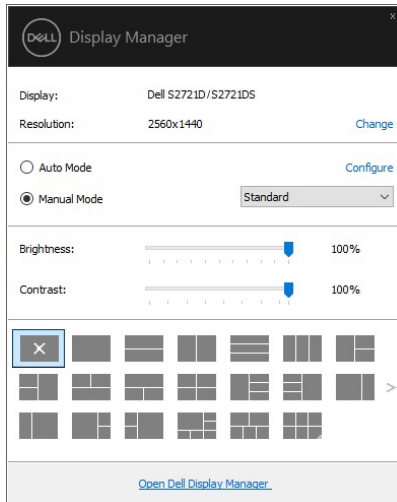 x
DELL Display Manager
Display: Dell S2721D/S2721DS
Resolution: 2560x1440 Change
Auto Mode Configure
Manual Mode Standard
Brightness: 100%
Contrast: 100%
Open Dell Display Manager